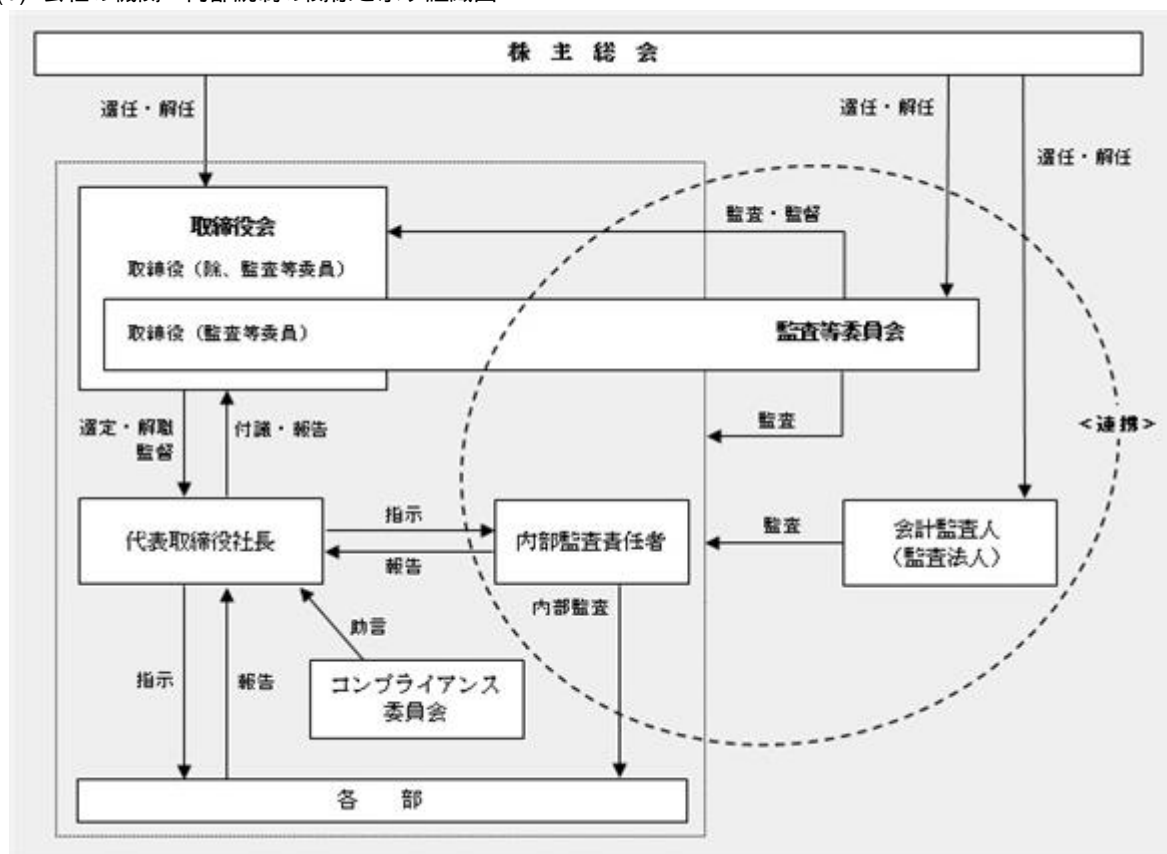 株主総会
選任・解任
選任・解任
選任・解任
取締役会
取締役（除、監査等委員）
監査・監督
取締役（監査等委員）
監査等委員会
選定・解職
監督
付議・報告
監査
＜連携＞
代表取締役社長
指示
報告
内部監査責任者
監査
会計監査人
（監査法人）
内部監査
助言
指示
報告
コンプライアンス
委員会
各部